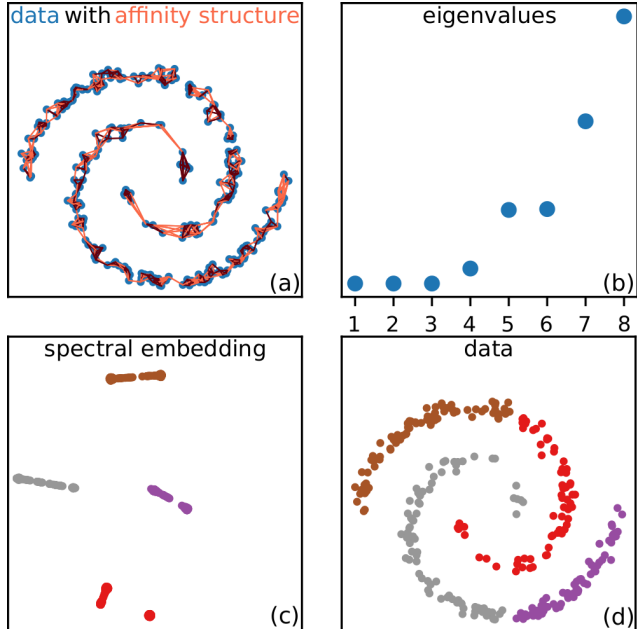 data with affinity structure
(a)
eigenvalues
(b)
1 2 3 4 5 6 7 8
spectral embedding
(c)
data
(d)